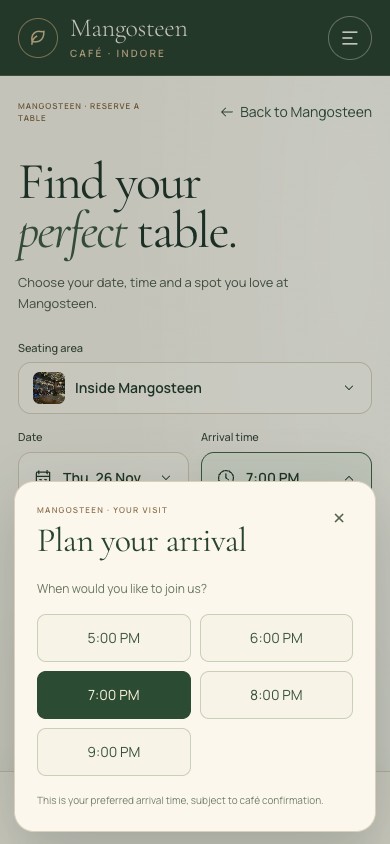 Mangosteen
CAFÉ · INDORE
MANGOSTEEN · RESERVE A
TABLE
← Back to Mangosteen
Find your
perfect table.
Choose your date, time and a spot you love at
Mangosteen.
Seating area
Inside Mangosteen
Date
Arrival time
Thu, 26 Nov
7:00 PM
MANGOSTEEN · YOUR VISIT
Plan your arrival
When would you like to join us?
5:00 PM
6:00 PM
7:00 PM
8:00 PM
9:00 PM
This is your preferred arrival time, subject to café confirmation.